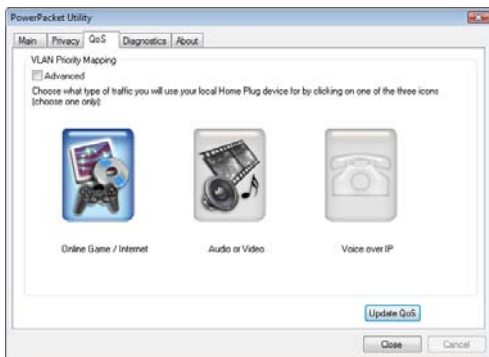 PowerPacket Utility
Main Privacy QoS Diagnostics About
VLAN Priority Mapping
Advanced
Choose what type of traffic you will use your local Home Plug device for by clicking on one of the three icons
(choose one only):
Online Game / Internet Audio or Video Voice over IP
Update QoS
Close Cancel